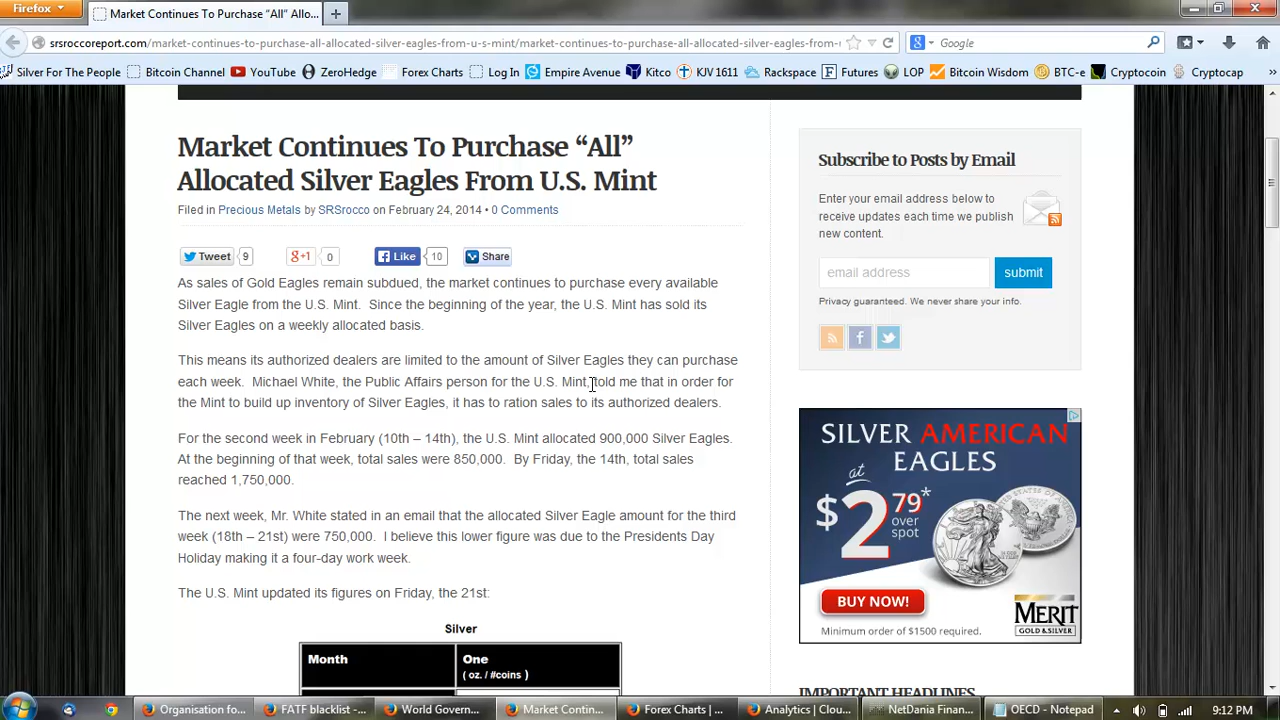 Firefox
Market Continues To Purchase “All” Allo...
srsroccoreport.com/market-continues-to-purchase-all-allocated-silver-eagles-from-u-s-mint/market-continues-to-purchase-all-allocated-silver-eagles-from-
Google
Silver For The People
Bitcoin Channel
YouTube
ZeroHedge
Forex Charts
Log In
Empire Avenue
Kitco
KJV 1611
Rackspace
Futures
LOP
Bitcoin Wisdom
BTC-e
Cryptocoin
Cryptocap
»
Market Continues To Purchase “All”
Allocated Silver Eagles From U.S. Mint
Filed in Precious Metals by SRSrocco on February 24, 2014 • 0 Comments
Tweet 9
g+1 0
Like 10
Share
As sales of Gold Eagles remain subdued, the market continues to purchase every available
Silver Eagle from the U.S. Mint. Since the beginning of the year, the U.S. Mint has sold its
Silver Eagles on a weekly allocated basis.
This means its authorized dealers are limited to the amount of Silver Eagles they can purchase
each week. Michael White, the Public Affairs person for the U.S. Mint, told me that in order for
the Mint to build up inventory of Silver Eagles, it has to ration sales to its authorized dealers.
For the second week in February (10th – 14th), the U.S. Mint allocated 900,000 Silver Eagles.
At the beginning of that week, total sales were 850,000. By Friday, the 14th, total sales
reached 1,750,000.
The next week, Mr. White stated in an email that the allocated Silver Eagle amount for the third
week (18th – 21st) were 750,000. I believe this lower figure was due to the Presidents Day
Holiday making it a four-day work week.
The U.S. Mint updated its figures on Friday, the 21st:
Silver
Month
One
( oz. / #coins )
Subscribe to Posts by Email
Enter your email address below to
receive updates each time we publish
new content.
email address
submit
Privacy guaranteed. We never share your info.
SILVER AMERICAN
EAGLES
at
$2 79*
over
spot
BUY NOW!
MERIT
GOLD & SILVER
Minimum order of $1500 required.
IMPORTANT HEADLINES
Organisation fo...
FATF blacklist -...
World Govern...
Market Contin...
Forex Charts | ...
Analytics | Clou...
NetDania Finan...
OECD - Notepad
9:12 PM